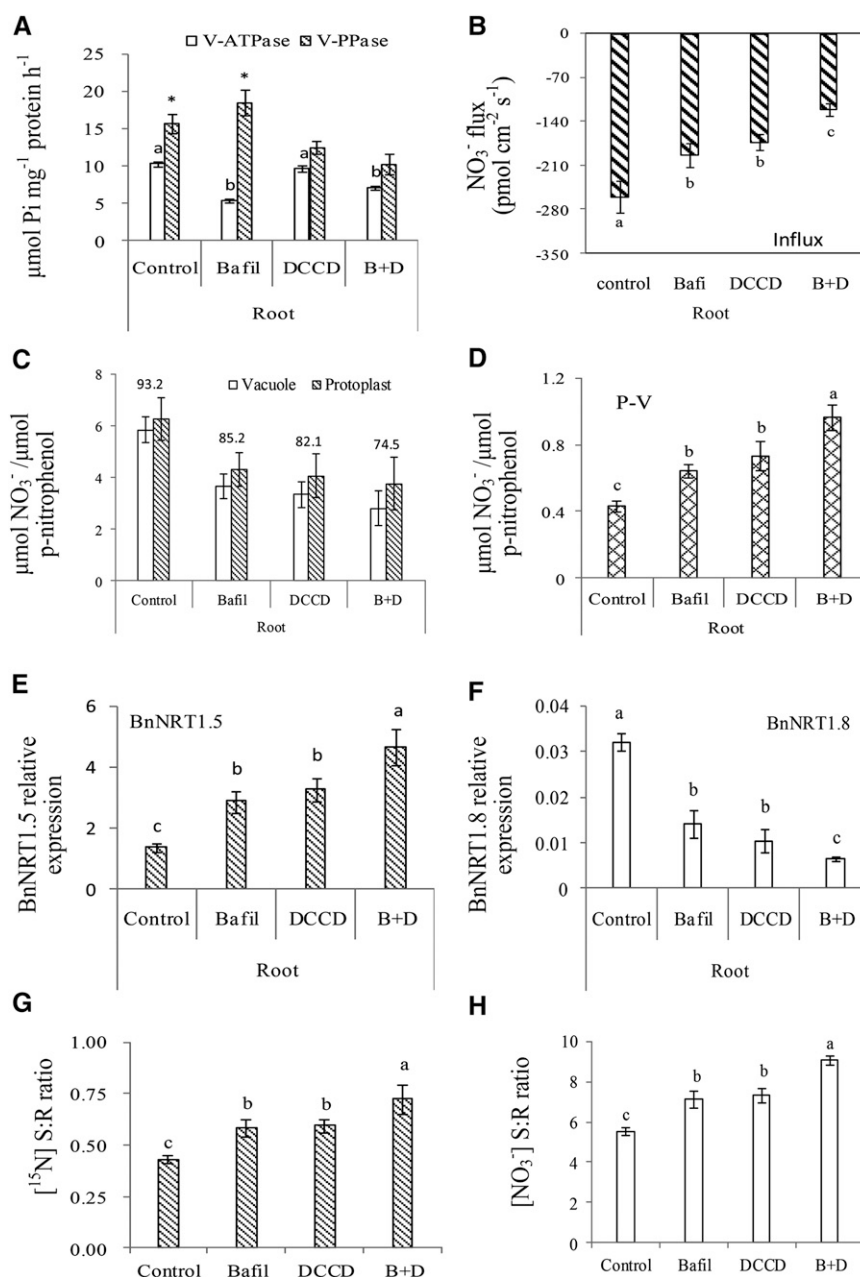 A
V-ATPase V-PPase
μmol Pi mg⁻¹ protein h⁻¹
25
20
15
10
5
0
a * b * a b
Control Bafil DCCD B+D
Root
B
NO₃⁻ flux
(pmol cm⁻² s⁻¹)
0
-70
-140
-210
-280
-350
a b b c
Influx
control Bafi DCCD B+D
Root
C
Vacuole Protoplast
μmol NO₃⁻ /μmol
p-nitrophenol
8
6
4
2
0
93.2 85.2 82.1 74.5
Control Bafil DCCD B+D
Root
D
P-V
μmol NO₃⁻ /μmol
p-nitrophenol
1.2
0.8
0.4
0
c b b a
Control Bafil DCCD B+D
Root
E
BnNRT1.5
BnNRT1.5 relative
expression
6
4
2
0
c b b a
Control Bafil DCCD B+D
Root
F
BnNRT1.8
BnNRT1.8 relative
expression
0.04
0.03
0.02
0.01
0
a b b c
Control Bafil DCCD B+D
Root
G
[¹⁵N] S:R ratio
1.00
0.75
0.50
0.25
0.00
c b b a
Control Bafil DCCD B+D
H
[NO₃⁻] S:R ratio
10
8
6
4
2
0
c b b a
Control Bafil DCCD B+D